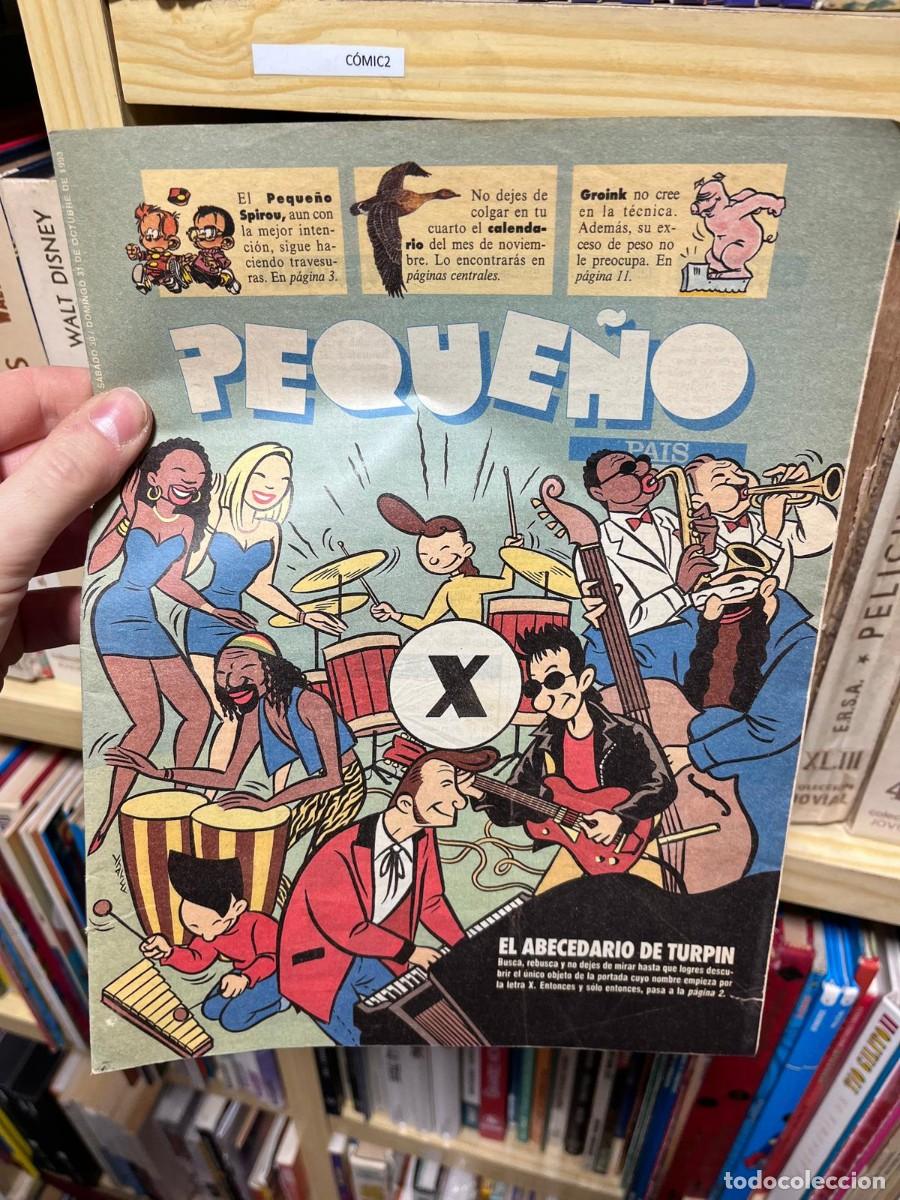 CÓMIC2
SÁBADO 30 / DOMINGO 31 DE OCTUBRE DE 1993
El Pequeño
Spirou, aun con
la mejor inten-
ción, sigue ha-
ciendo travesu-
ras. En página 3.
No dejes de
colgar en tu
cuarto el calenda-
rio del mes de noviem-
bre. Lo encontrarás en
páginas centrales.
Groink no cree
en la técnica.
Además, su ex-
ceso de peso no
le preocupa. En
página 11.
PEQUEÑO
PAIS
X
EL ABECEDARIO DE TURPIN
Busca, rebusca y no dejes de mirar hasta que logres descu-
brir el único objeto de la portada cuyo nombre empieza por
la letra X. Entonces y sólo entonces, pasa a la página 2.
WALT DISNEY
E.R.S.A. * PELICU
XL.III
JOVIAL
todocoleccion